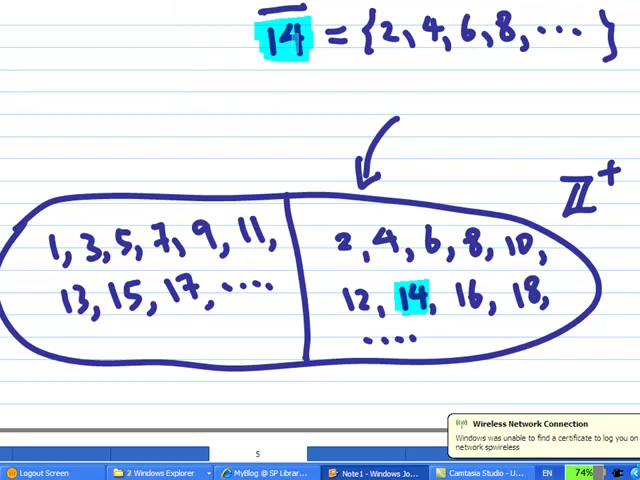 14 = {2, 4, 6, 8, ... }
ℤ+
1, 3, 5, 7, 9, 11,
13, 15, 17, ....
2, 4, 6, 8, 10,
12, 14, 16, 18,
....
Wireless Network Connection
Windows was unable to find a certificate to log you on
network spwireless
5
Logout Screen
2 Windows Explorer
MyBlog @ SP Librar...
Note1 - Windows Jo...
Camtasia Studio - U...
EN
74%